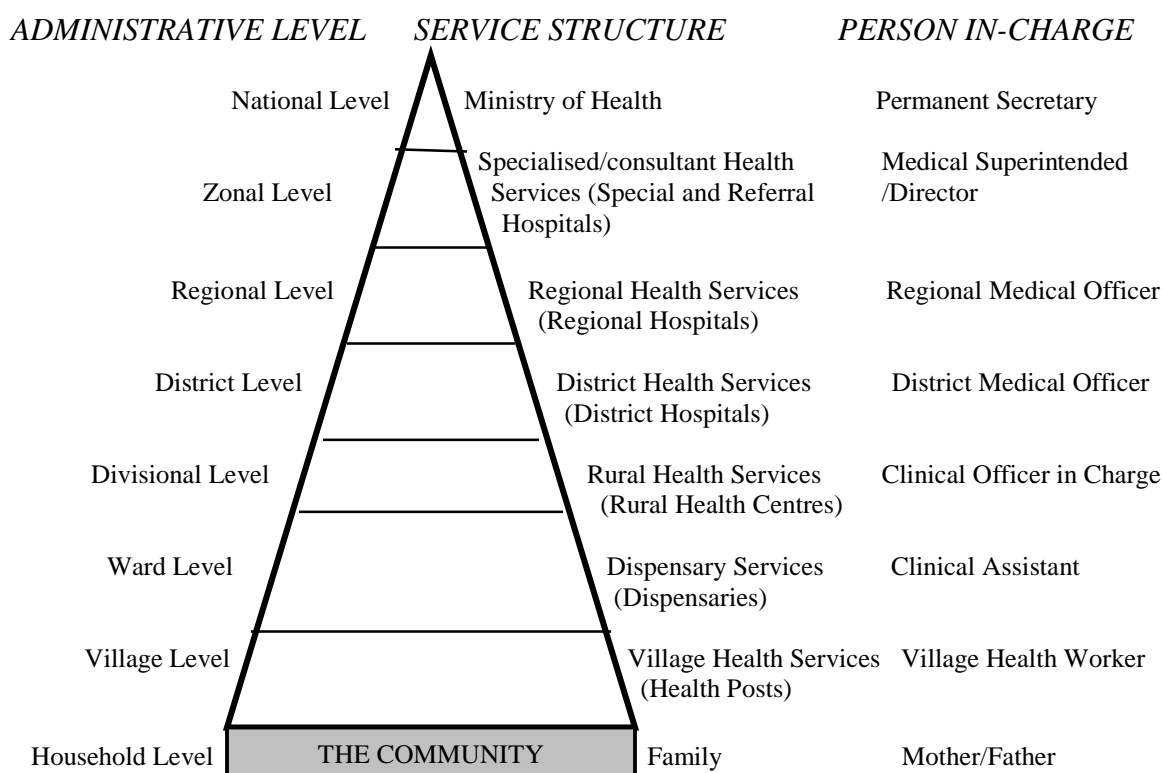 ADMINISTRATIVE LEVEL SERVICE STRUCTURE PERSON IN-CHARGE
National Level Ministry of Health Permanent Secretary
Specialised/consultant Health Medical Superintended
Zonal Level Services (Special and Referral /Director
Hospitals)
Regional Level Regional Health Services Regional Medical Officer
(Regional Hospitals)
District Level District Health Services District Medical Officer
(District Hospitals)
Divisional Level Rural Health Services Clinical Officer in Charge
(Rural Health Centres)
Ward Level Dispensary Services Clinical Assistant
(Dispensaries)
Village Level Village Health Services Village Health Worker
(Health Posts)
Household Level THE COMMUNITY Family Mother/Father